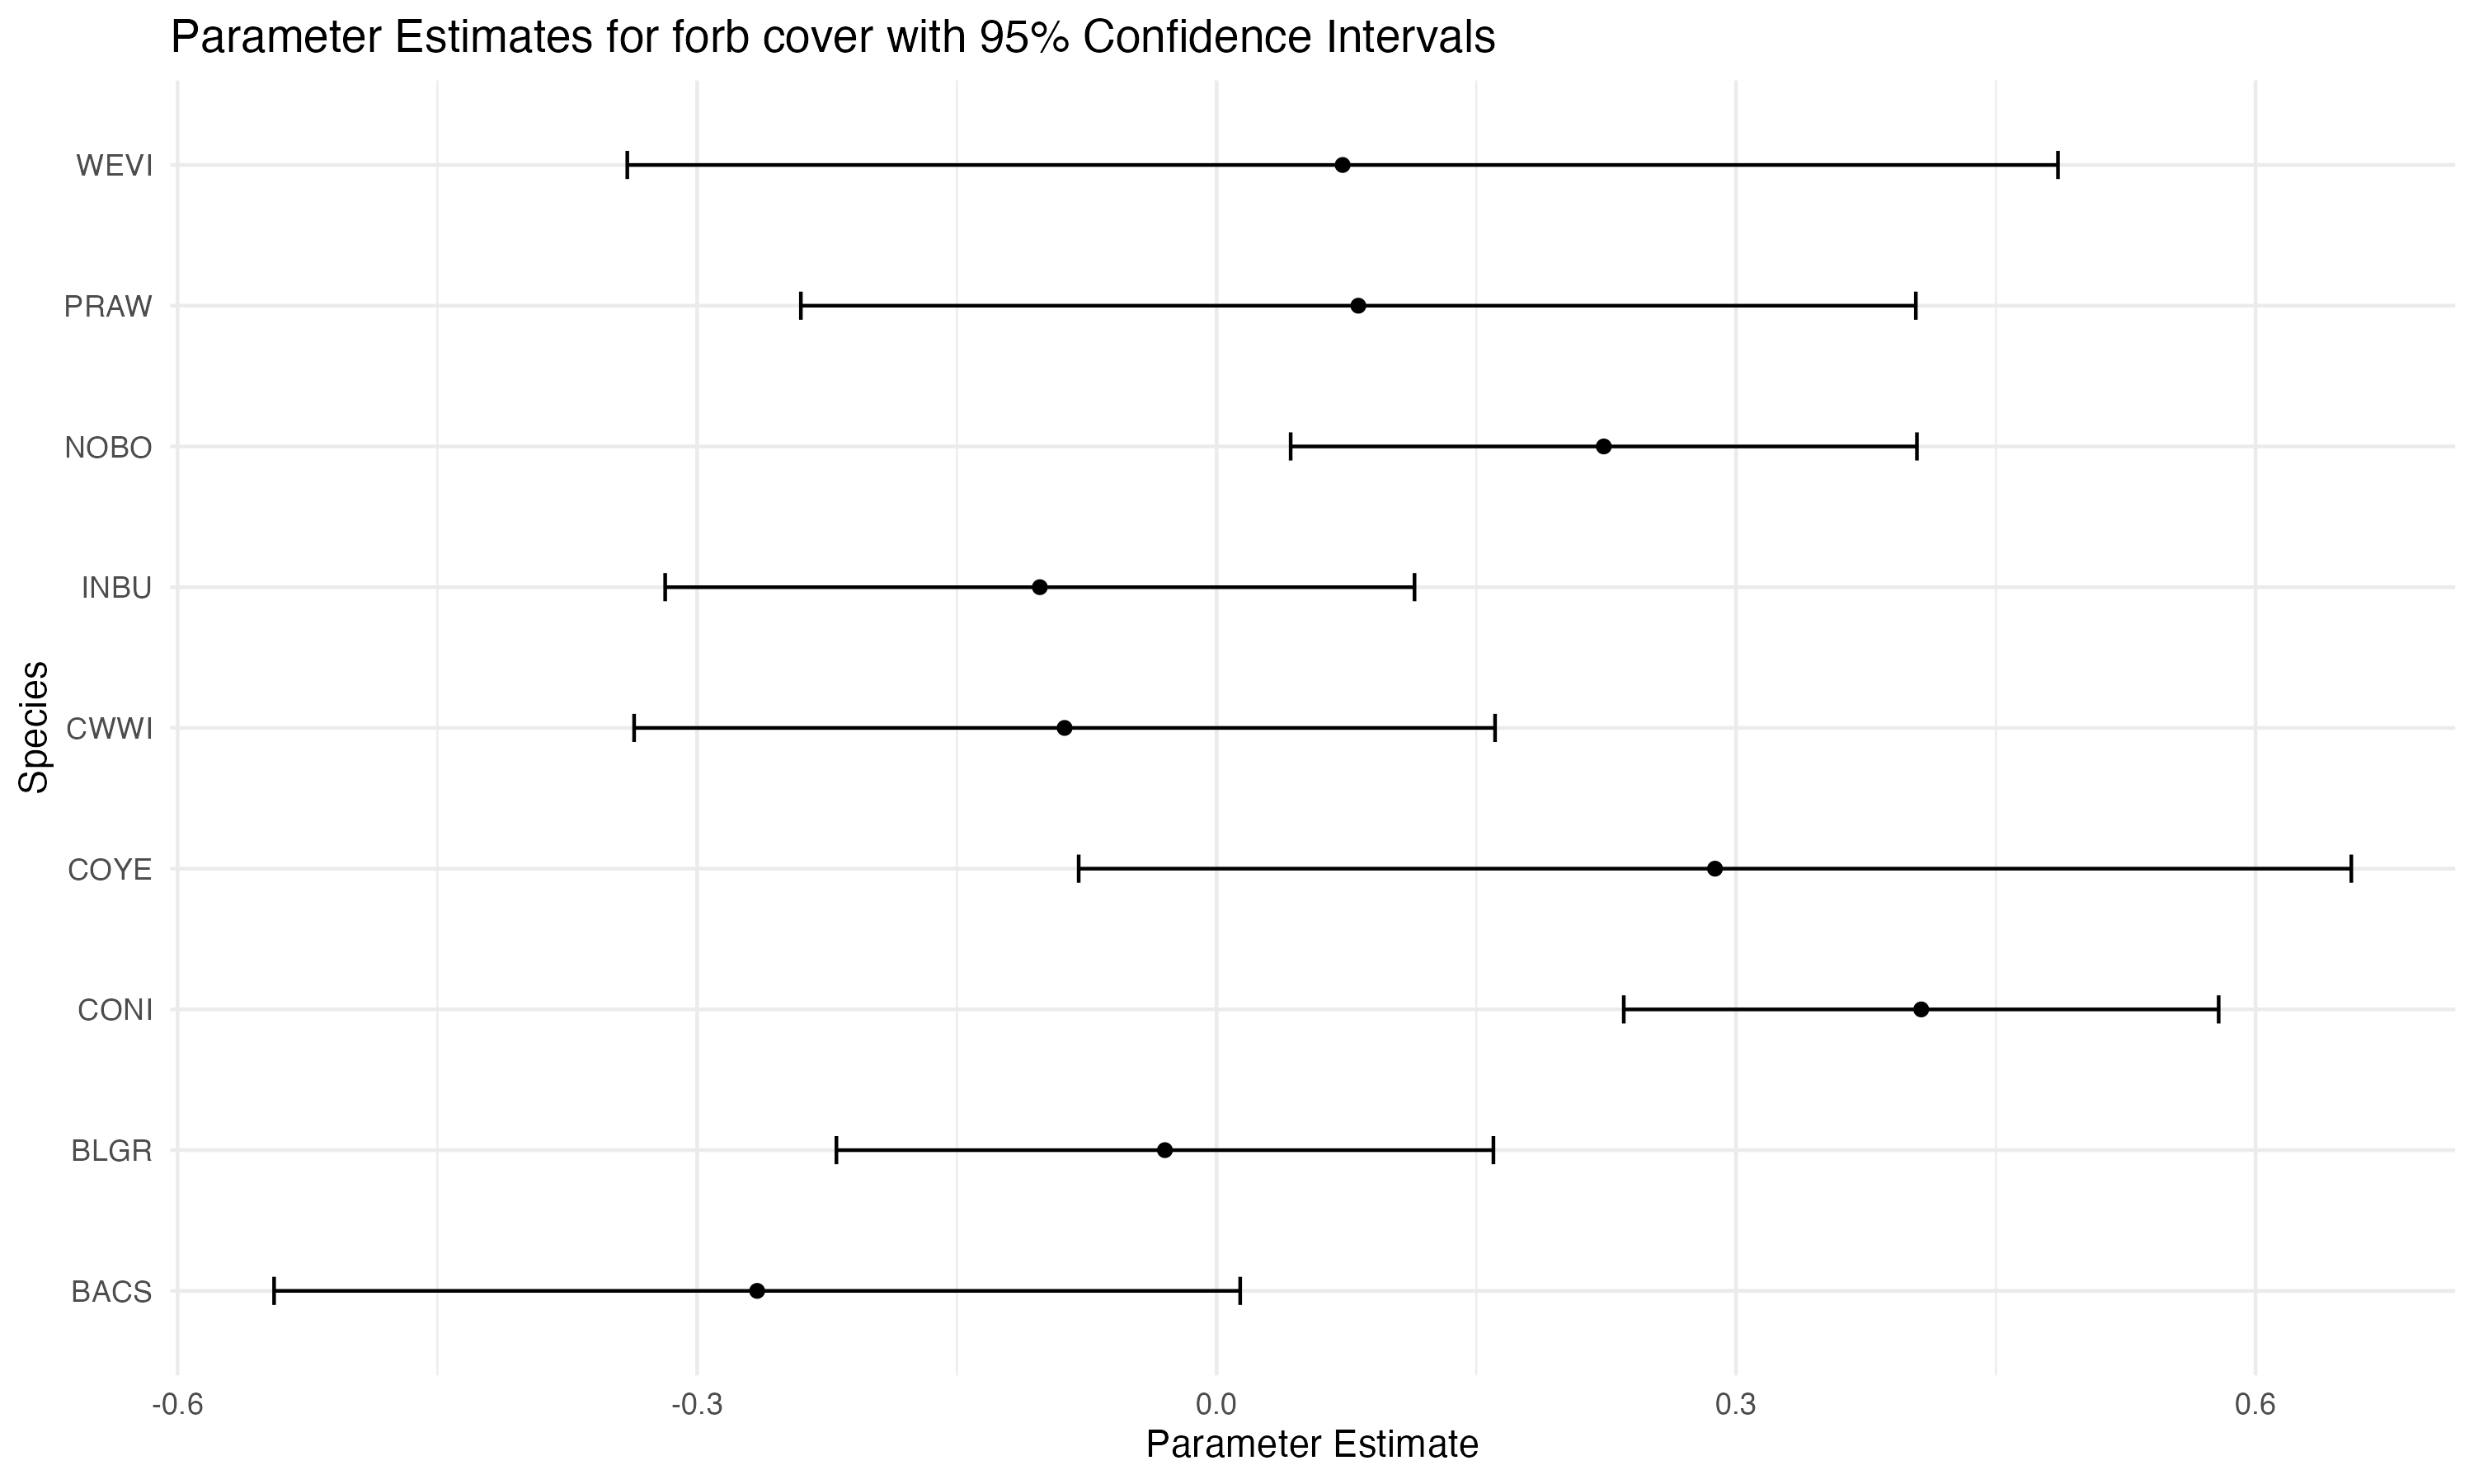 Parameter Estimates for forb cover with 95% Confidence Intervals
WEVI
PRAW
NOBO
INBU
CWWI
COYE
CONI
BLGR
BACS
Species
-0.6
-0.3
0.0
0.3
0.6
Parameter Estimate